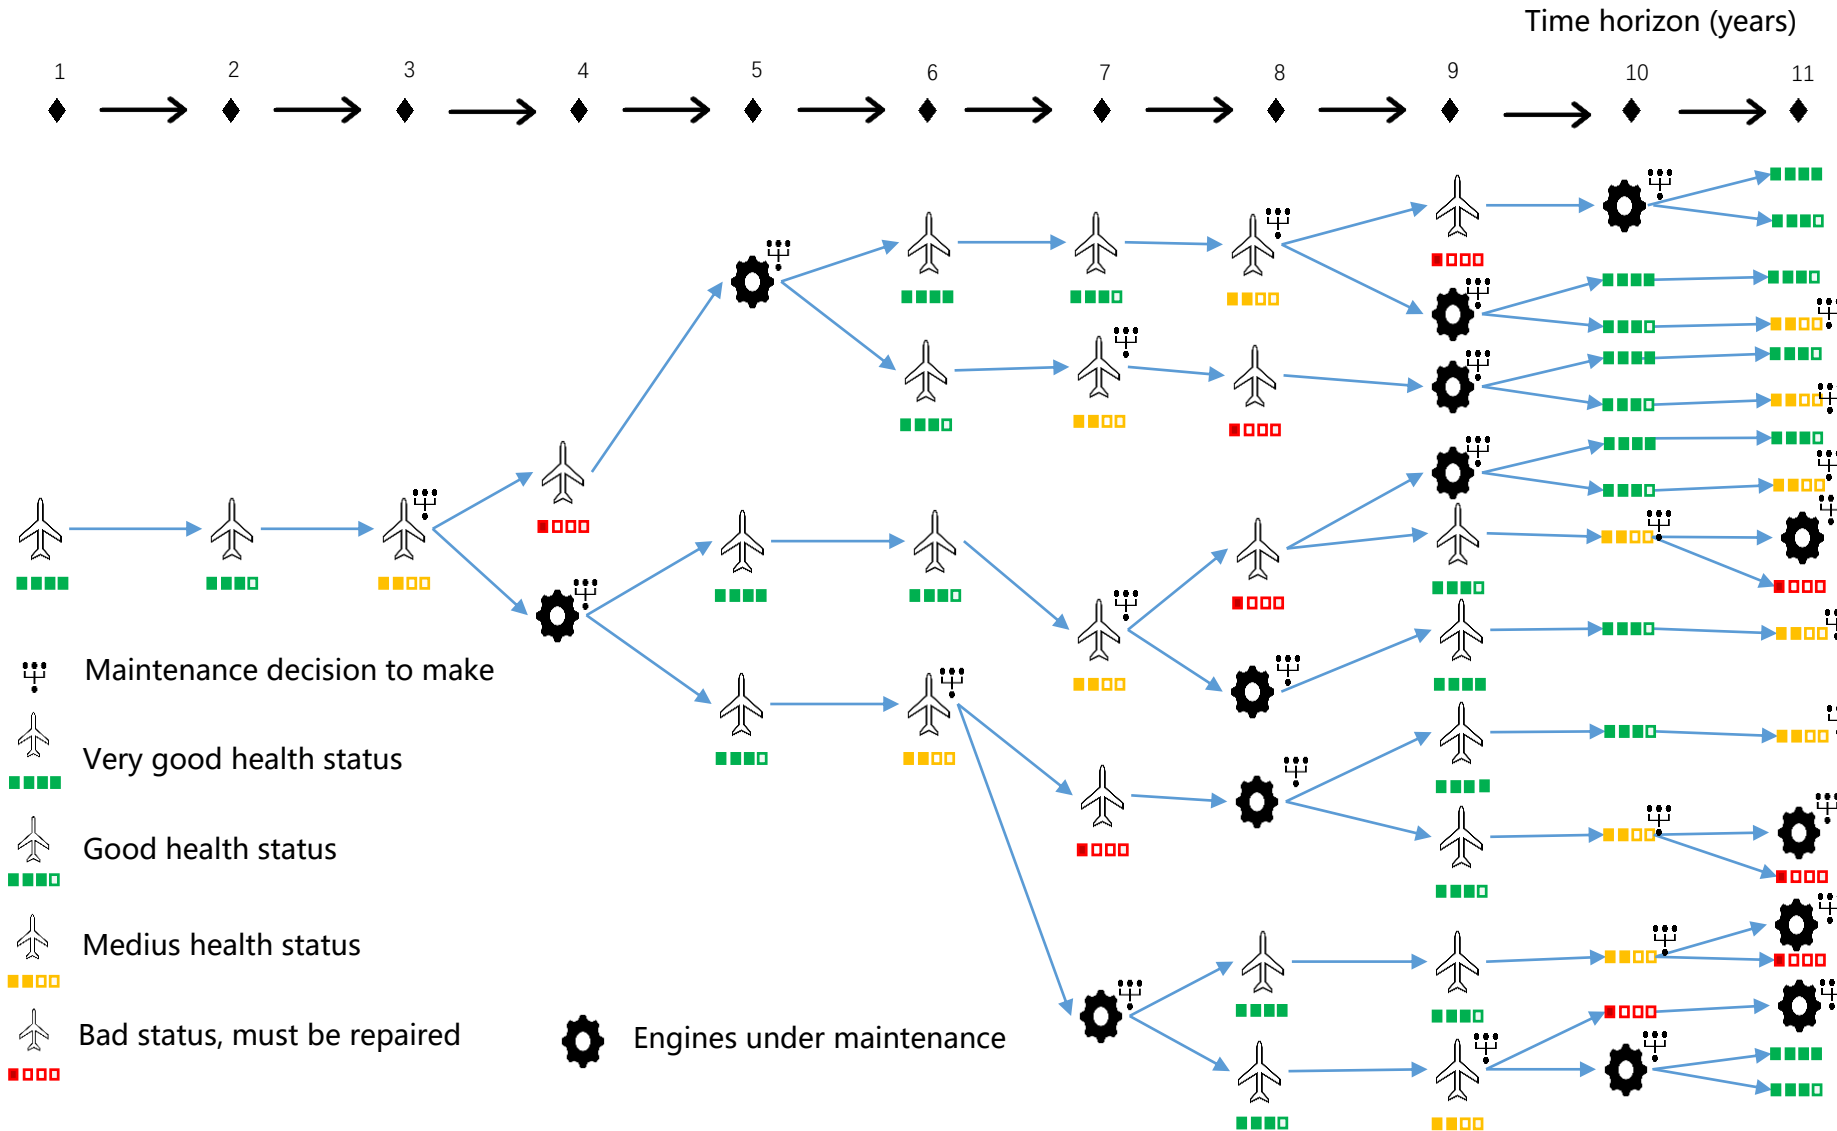 Time horizon (years)
1 2 3 4 5 6 7 8 9 10 11
Maintenance decision to make
Very good health status
Good health status
Medius health status
Bad status, must be repaired
Engines under maintenance